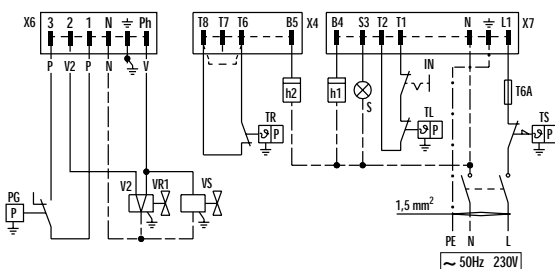 X6 3 2 1 N Ph T8 T7 T6 B5 X4 B4 S3 T2 T1 N L1 X7
P V2 P N V h2 h1 S IN T6A
TR ϑ P TL ϑ P TS ϑ P
PG P V2 VR1 VS
1,5 mm²
PE N L
~ 50Hz 230V